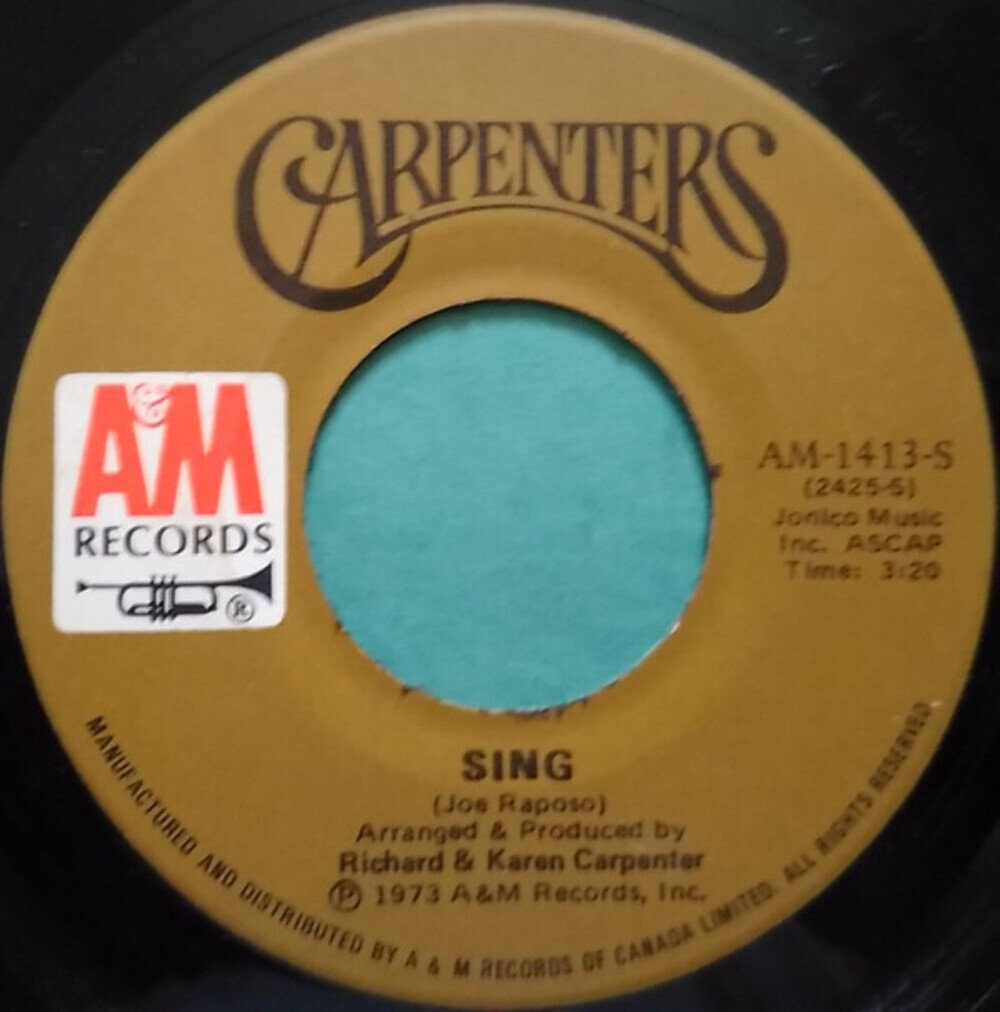 CARPENTERS
A&M
RECORDS
®
AM-1413-S
(2425-S)
Jonico Music
Inc. ASCAP
Time: 3:20
SING
(Joe Raposo)
Arranged & Produced by
Richard & Karen Carpenter
℗ 1973 A&M Records, Inc.
MANUFACTURED AND DISTRIBUTED BY A & M RECORDS OF CANADA LIMITED. ALL RIGHTS RESERVED